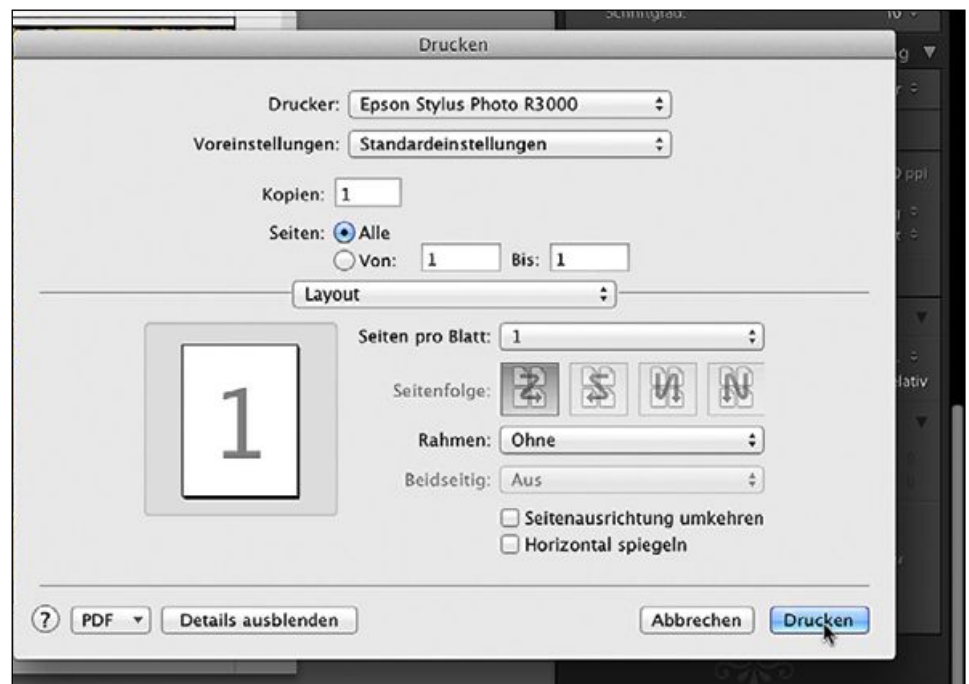 Schriftgrad:
10
Drucken
g
Drucker: Epson Stylus Photo R3000
Voreinstellungen: Standardeinstellungen
Kopien: 1
ppi
Seiten: Alle
Von: 1 Bis: 1
Layout
Seiten pro Blatt: 1
1
Seitenfolge:
lativ
Rahmen: Ohne
Beidseitig: Aus
Seitenausrichtung umkehren
Horizontal spiegeln
? PDF Details ausblenden Abbrechen Drucken